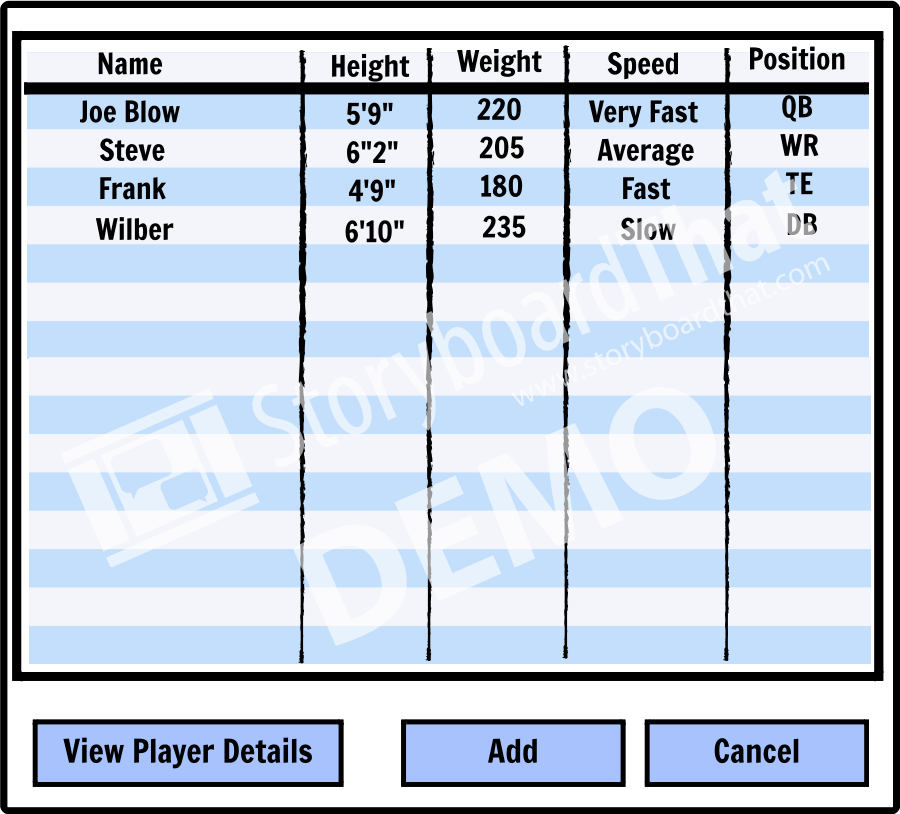 Name Height Weight Speed Position
Joe Blow 5'9" 220 Very Fast QB
Steve 6"2" 205 Average WR
Frank 4'9" 180 Fast TE
Wilber 6'10" 235 Slow DB
StoryboardThat
www.storyboardthat.com
DEMO
View Player Details Add Cancel